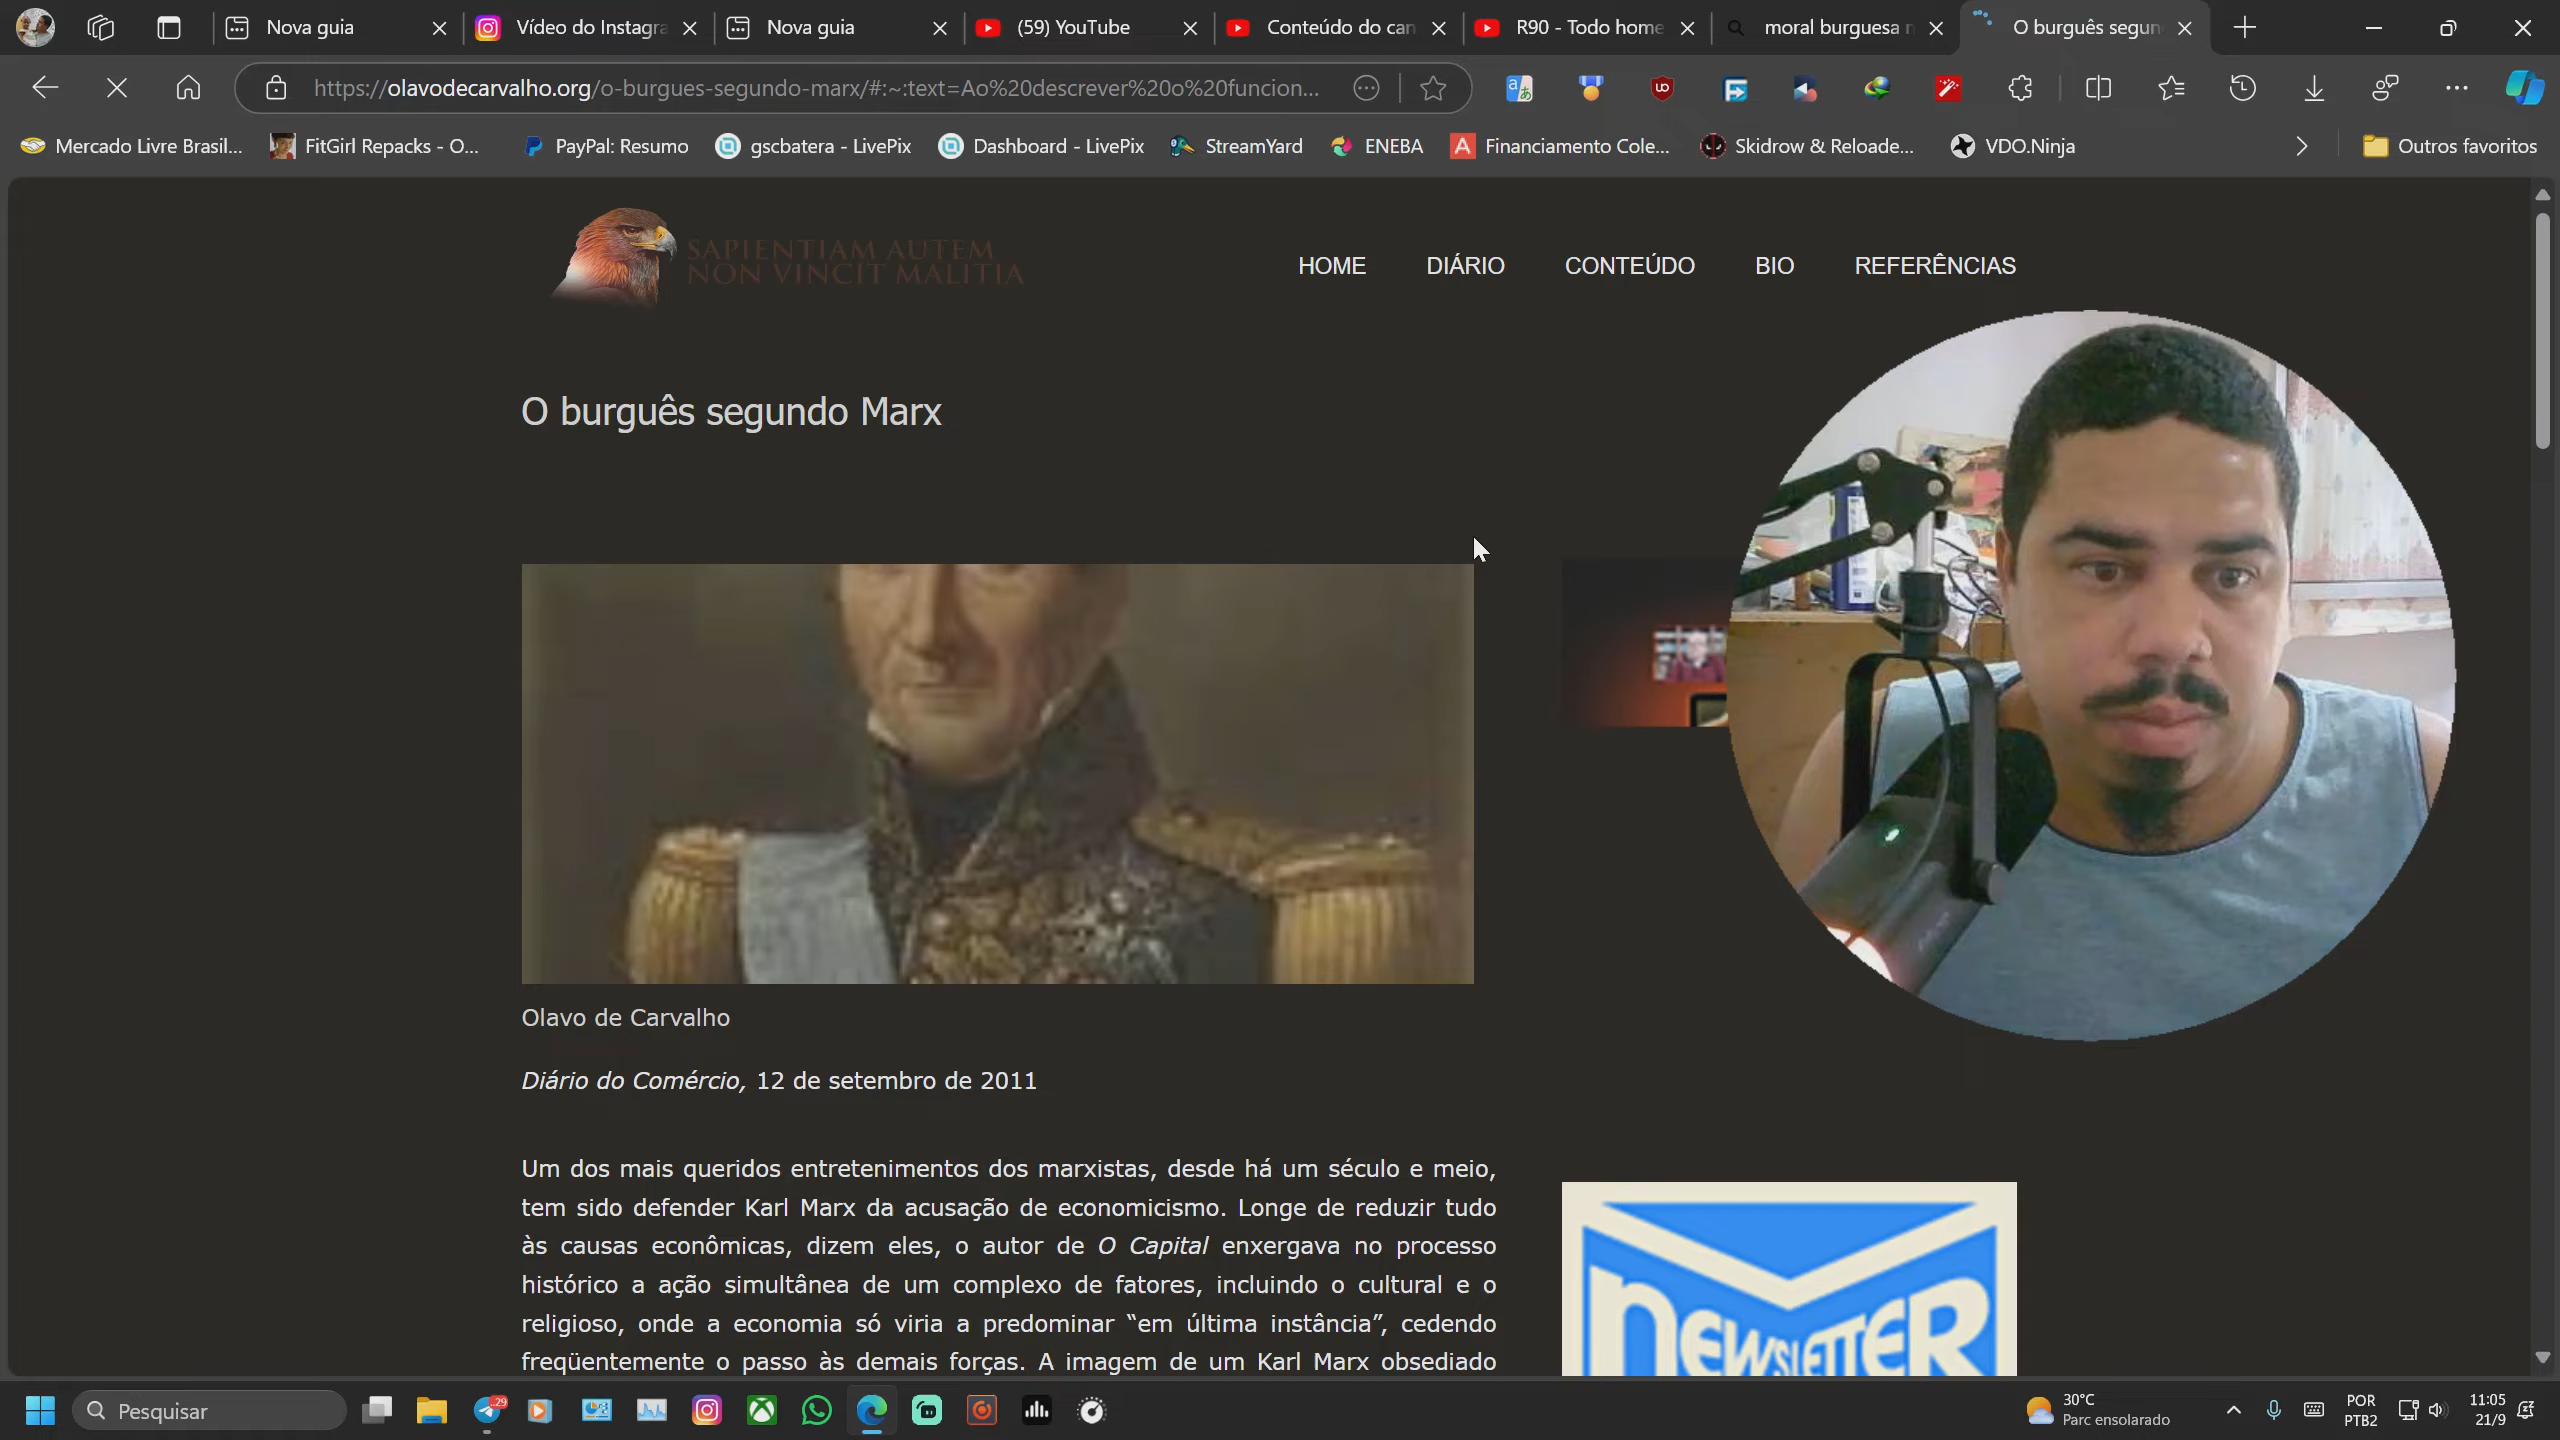 Nova guia
Vídeo do Instagra
Nova guia
(59) YouTube
Conteúdo do can
R90 - Todo home
moral burguesa n
O burguês segun
https://olavodecarvalho.org/o-burgues-segundo-marx/#:~:text=Ao%20descrever%20o%20funcion...
Mercado Livre Brasil...
FitGirl Repacks - O...
PayPal: Resumo
gscbatera - LivePix
Dashboard - LivePix
StreamYard
ENEBA
Financiamento Cole...
Skidrow & Reloade...
VDO.Ninja
Outros favoritos
SAPIENTIAM AUTEM
NON VINCIT MALITIA
HOME
DIÁRIO
CONTEÚDO
BIO
REFERÊNCIAS
O burguês segundo Marx
Olavo de Carvalho
Diário do Comércio, 12 de setembro de 2011
Um dos mais queridos entretenimentos dos marxistas, desde há um século e meio,
tem sido defender Karl Marx da acusação de economicismo. Longe de reduzir tudo
às causas econômicas, dizem eles, o autor de O Capital enxergava no processo
histórico a ação simultânea de um complexo de fatores, incluindo o cultural e o
religioso, onde a economia só viria a predominar “em última instância”, cedendo
freqüentemente o passo às demais forças. A imagem de um Karl Marx obsediado
NEWSLETTER
Pesquisar
29
30°C
Parc ensolarado
POR
PTB2
11:05
21/9